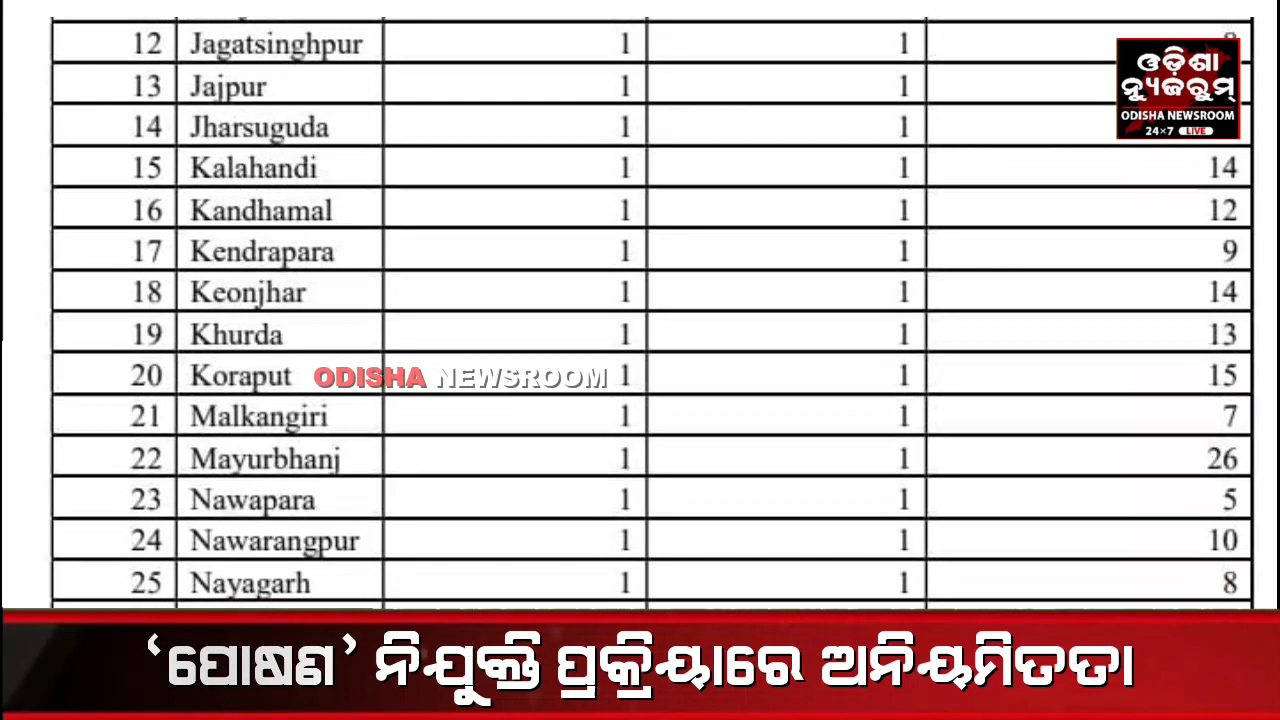 12 Jagatsinghpur 1 1
13 Jajpur 1 1
14 Jharsuguda 1 1
15 Kalahandi 1 1 14
16 Kandhamal 1 1 12
17 Kendrapara 1 1 9
18 Keonjhar 1 1 14
19 Khurda 1 1 13
20 Koraput 1 1 15
21 Malkangiri 1 1 7
22 Mayurbhanj 1 1 26
23 Nawapara 1 1 5
24 Nawarangpur 1 1 10
25 Nayagarh 1 1 8
ଓଡ଼ିଶା
ନ୍ୟୁଜରୁମ୍
ODISHA NEWSROOM
24×7 LIVE
ODISHA NEWSROOM
‘ପୋଷଣ’ ନିଯୁକ୍ତି ପ୍ରକ୍ରିୟାରେ ଅନିୟମିତତା